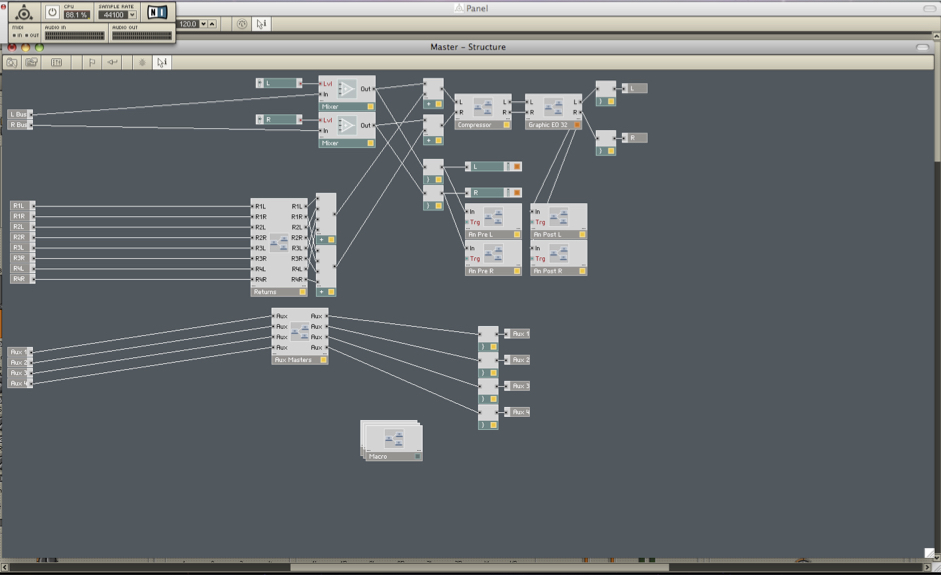 Panel
CPU
88.1 %
SAMPLE RATE
44100
NI
MIDI
IN OUT
AUDIO IN
AUDIO OUT
120.0
Master - Structure
L Bus
R Bus
L
Lvl
In
Out
Mixer
R
Lvl
In
Out
Mixer
+
+
L
R
L
R
Compressor
L
R
L
R
Graphic EQ 32
}
L
}
R
}
}
L
R
In
Trg
An Pre L
In
Trg
An Pre R
In
Trg
An Post L
In
Trg
An Post R
R1L
R1R
R2L
R2R
R3L
R3R
R4L
R4R
R1L
R1R
R2L
R2R
R3L
R3R
R4L
R4R
R1L
R1R
R2L
R2R
R3L
R3R
R4L
R4R
Returns
+
+
Aux 1
Aux 2
Aux 3
Aux 4
Aux
Aux
Aux
Aux
Aux
Aux
Aux
Aux
Aux Masters
}
}
}
}
Aux 1
Aux 2
Aux 3
Aux 4
Macro